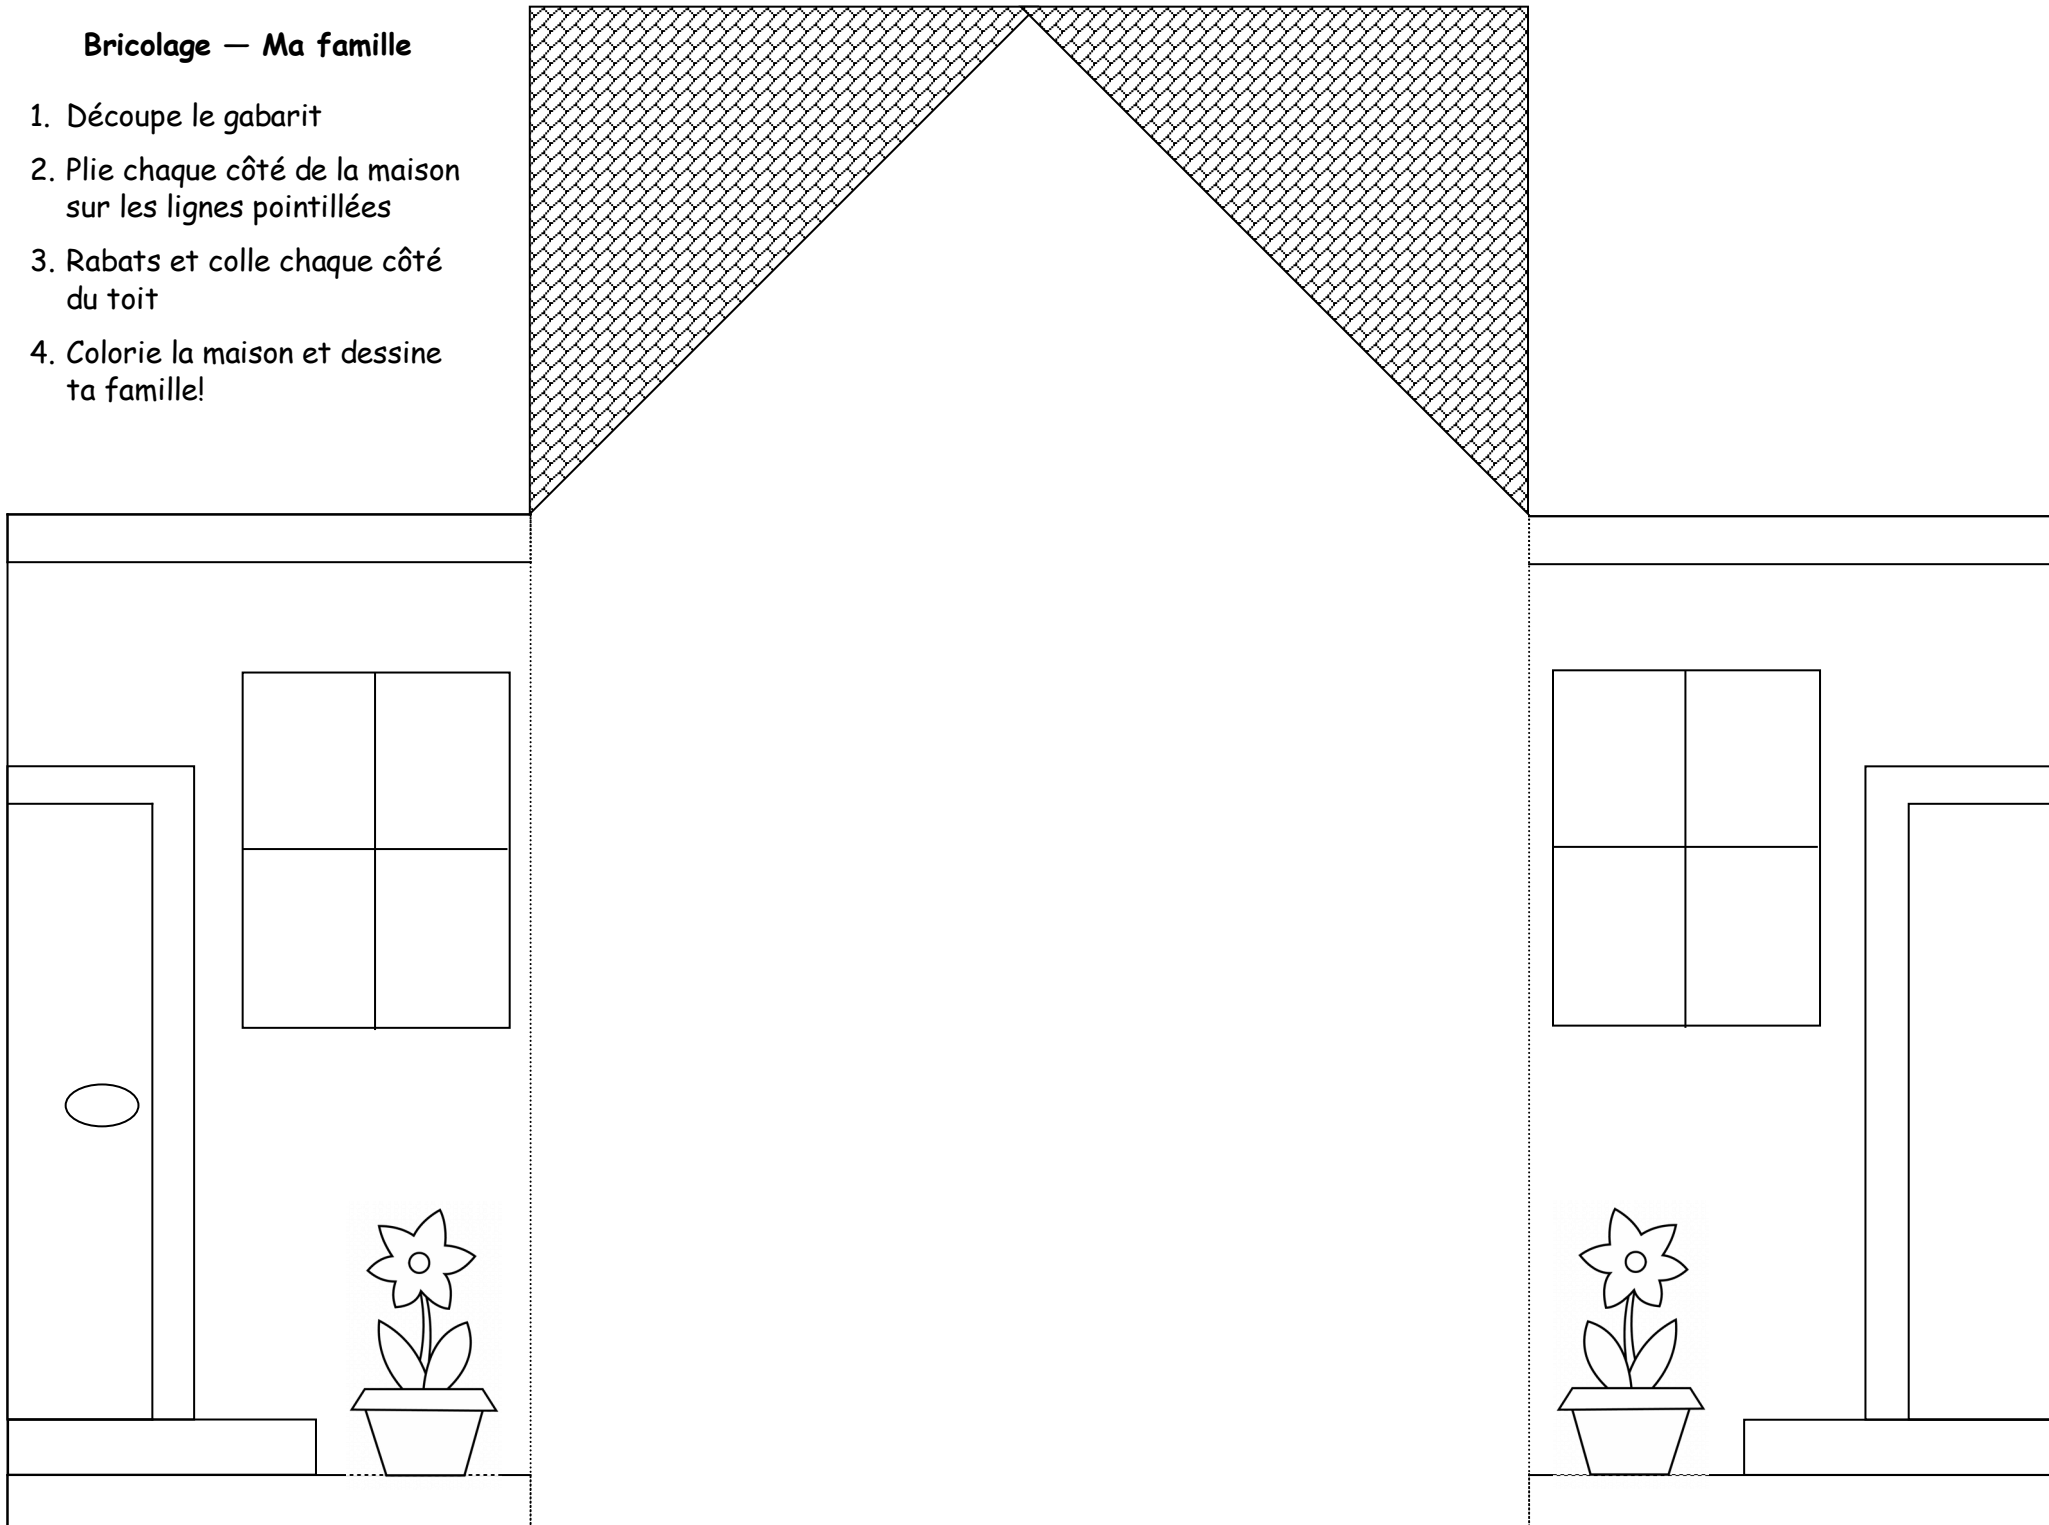 Bricolage — Ma famille
1. Découpe le gabarit
2. Plie chaque côté de la maison
sur les lignes pointillées
3. Rabats et colle chaque côté
du toit
4. Colorie la maison et dessine
ta famille!